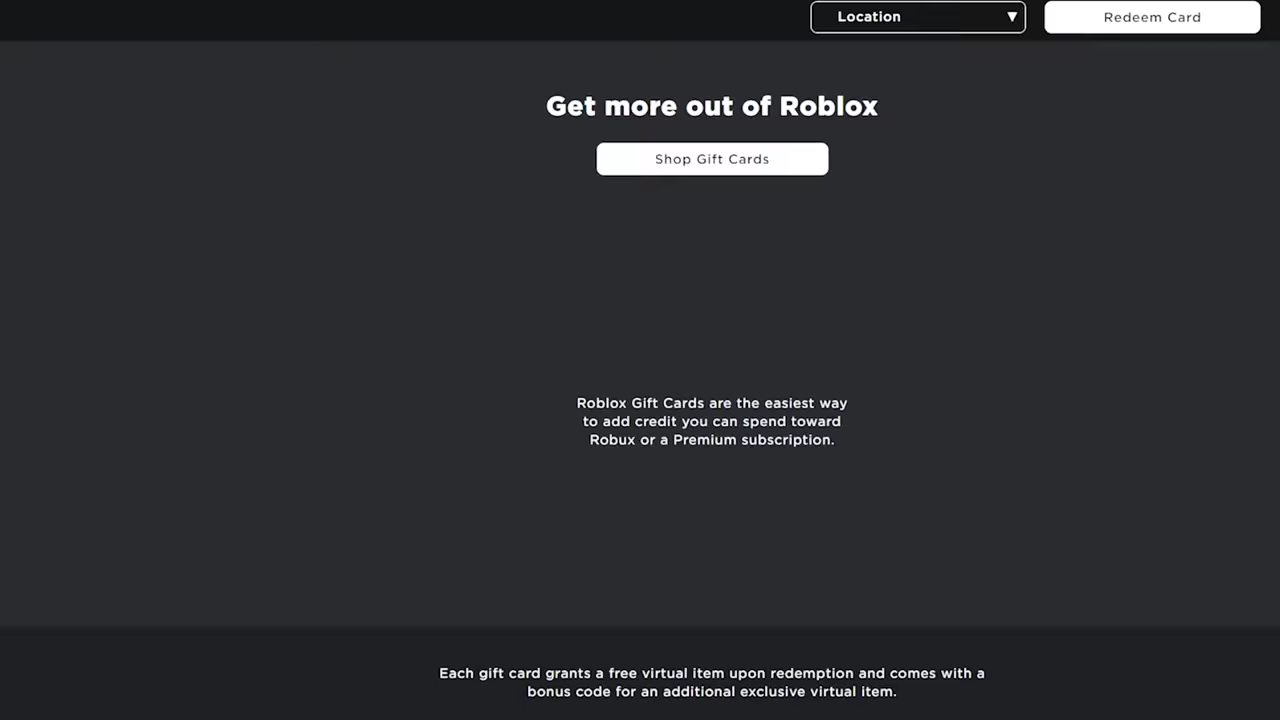 Location ▼
Redeem Card
Get more out of Roblox
Shop Gift Cards
Roblox Gift Cards are the easiest way
to add credit you can spend toward
Robux or a Premium subscription.
Each gift card grants a free virtual item upon redemption and comes with a
bonus code for an additional exclusive virtual item.